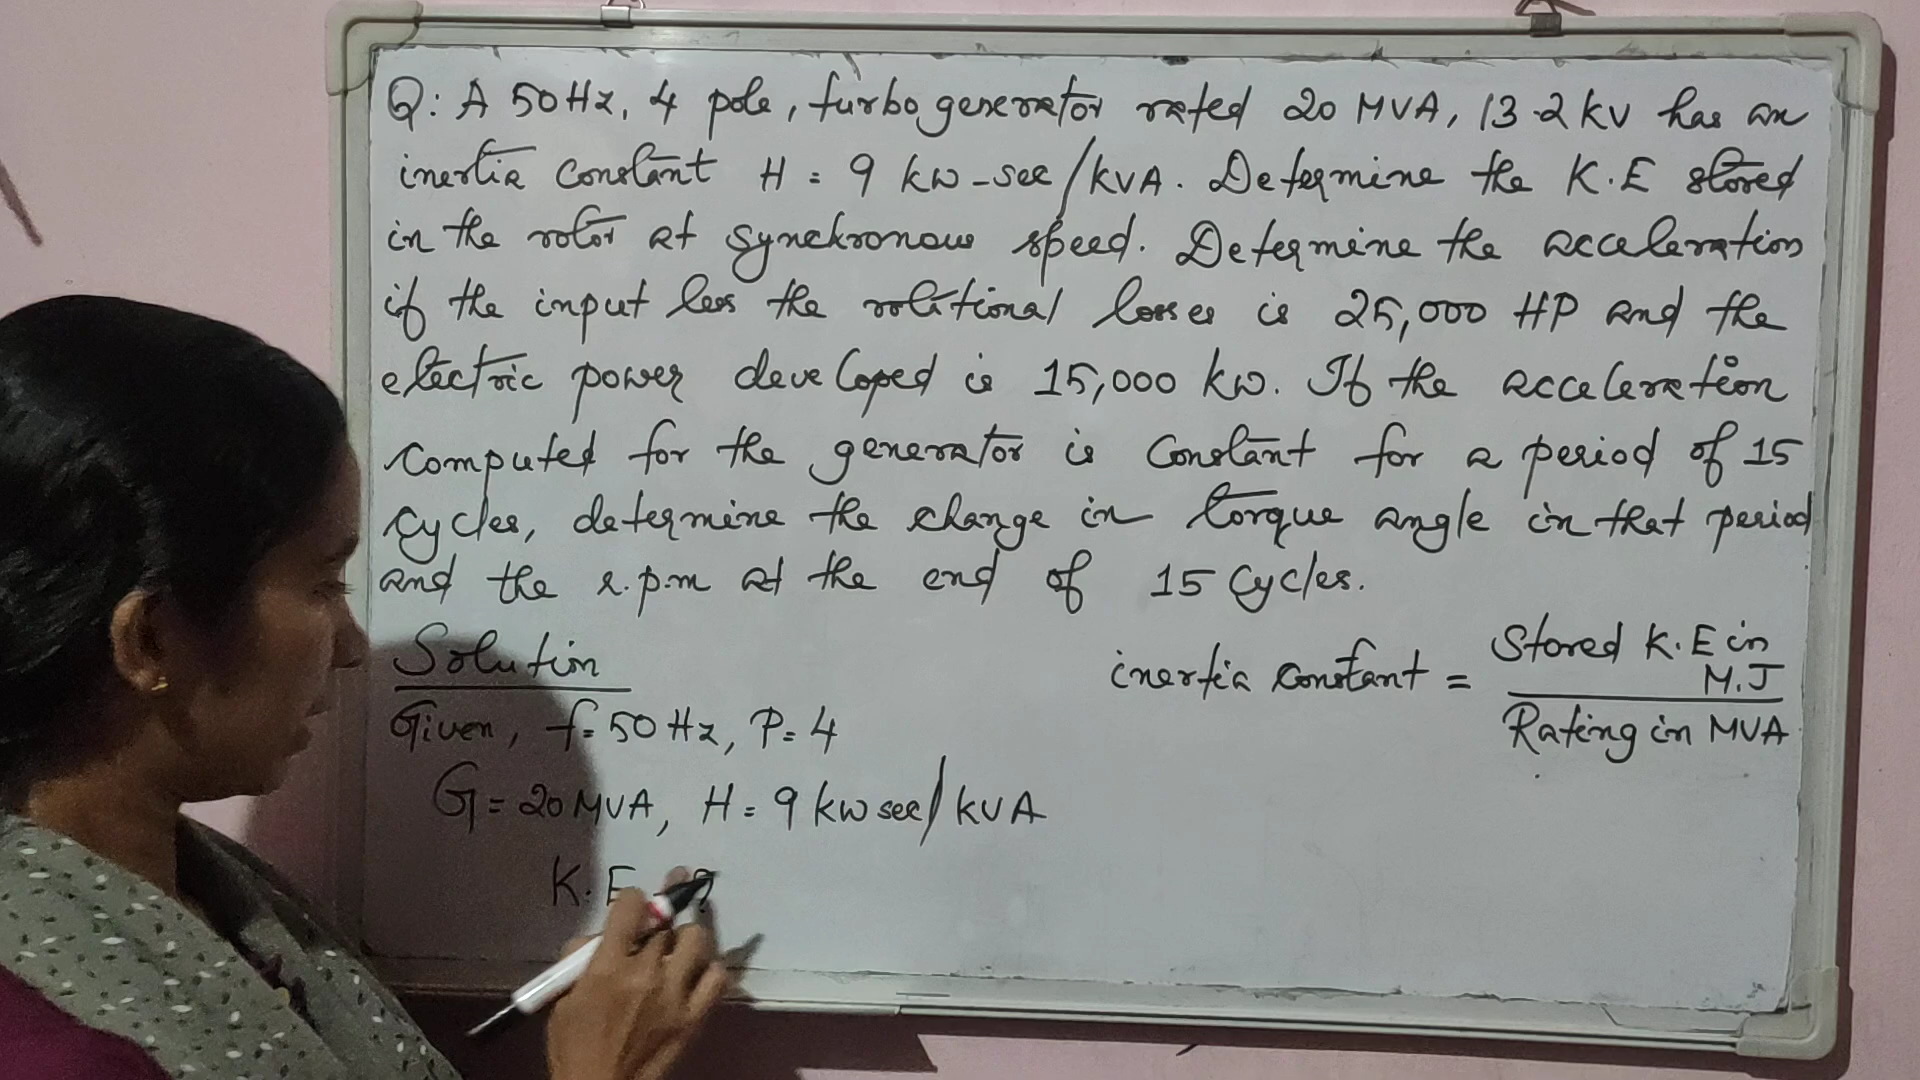 Q: A 50 Hz, 4 pole, turbo generator rated 20 MVA, 13.2 kV has an
inertia constant H = 9 kw-sec/kVA. Determine the K.E stored
in the rotor at synchronous speed. Determine the acceleration
if the input less the rotational losses is 25,000 HP and the
electric power developed is 15,000 kw. If the acceleration
computed for the generator is constant for a period of 15
cycles, determine the change in torque angle in that period
and the r.p.m at the end of 15 cycles.
Solution
inertia constant = Stored K.E in M.J
Rating in MVA
Given, f = 50 Hz, P = 4
G = 20 MVA, H = 9 kw sec/kVA
K.E = ?